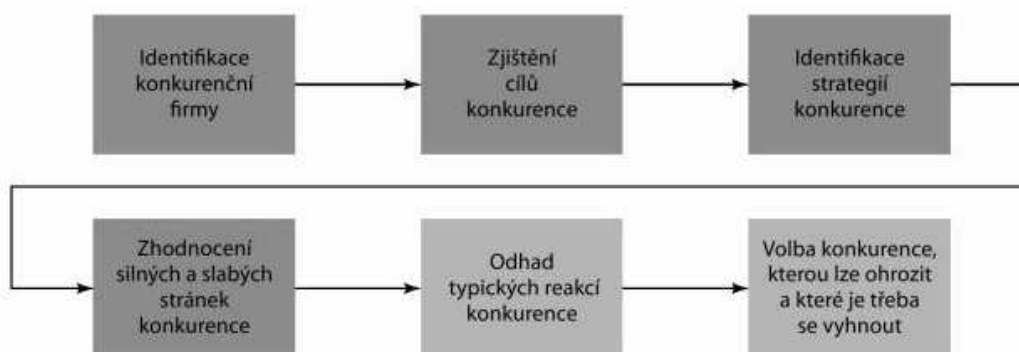 Identifikace
konkurenční
firmy
Zjištění
cílů
konkurence
Identifikace
strategií
konkurence
Zhodnocení
silných a slabých
stránek
konkurence
Odhad
typických reakcí
konkurence
Volba konkurence,
kterou lze ohrozit
a které je třeba
se vyhnout